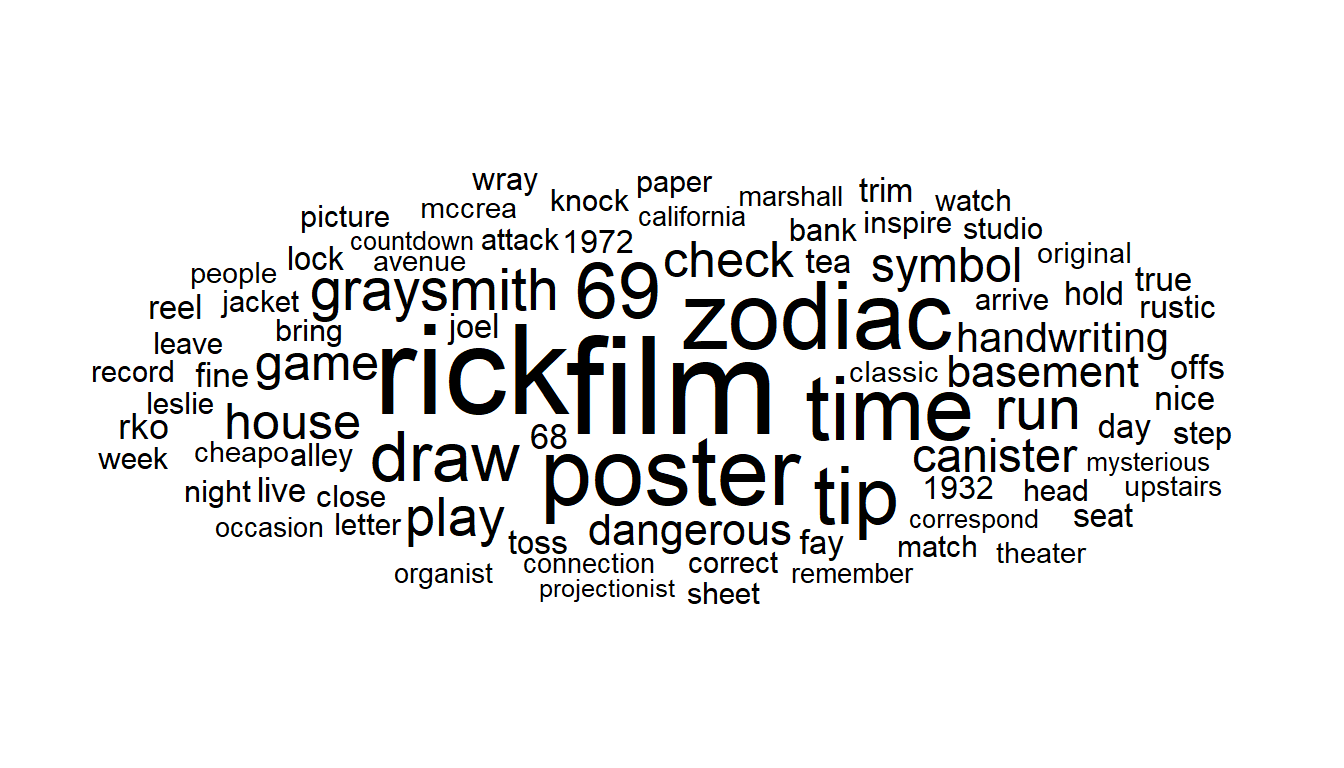 wray
paper
knock
marshall
trim
watch
picture
mccrea
california
bank
inspire
studio
countdown
attack
1972
lock
avenue
check
tea
symbol
original
people
graysmith
69
zodiac
arrive
hold
true
reel
jacket
rustic
bring
joel
handwriting
leave
record
fine
game
rick
film
time
classic
basement
offs
leslie
run
nice
rko
house
68
day
step
week
cheapo
alley
draw
poster
canister
mysterious
night
live
close
tip
1932
head
upstairs
occasion
letter
play
dangerous
correspond
seat
toss
fay
match
theater
organist
connection
correct
remember
projectionist
sheet